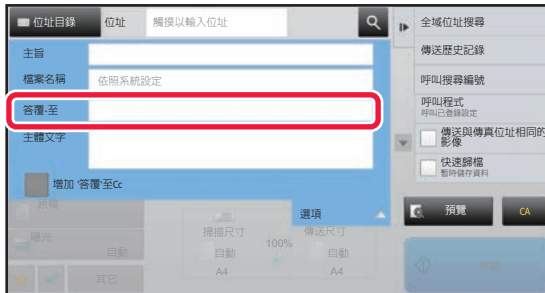 位址目錄
位址
觸摸以輸入位址
主旨
檔案名稱
依照系統設定
答覆-至
主體文字
增加 '答覆'至Cc
選項
全域位址搜尋
傳送歷史記錄
呼叫搜尋編號
呼叫程式
呼叫已登錄設定
傳送與傳真位址相同的
影像
快速歸檔
暫時儲存資料
預覽
CA
原稿
曝光
自動
其它
掃描尺寸
自動
A4
100%
傳送尺寸
自動
A4